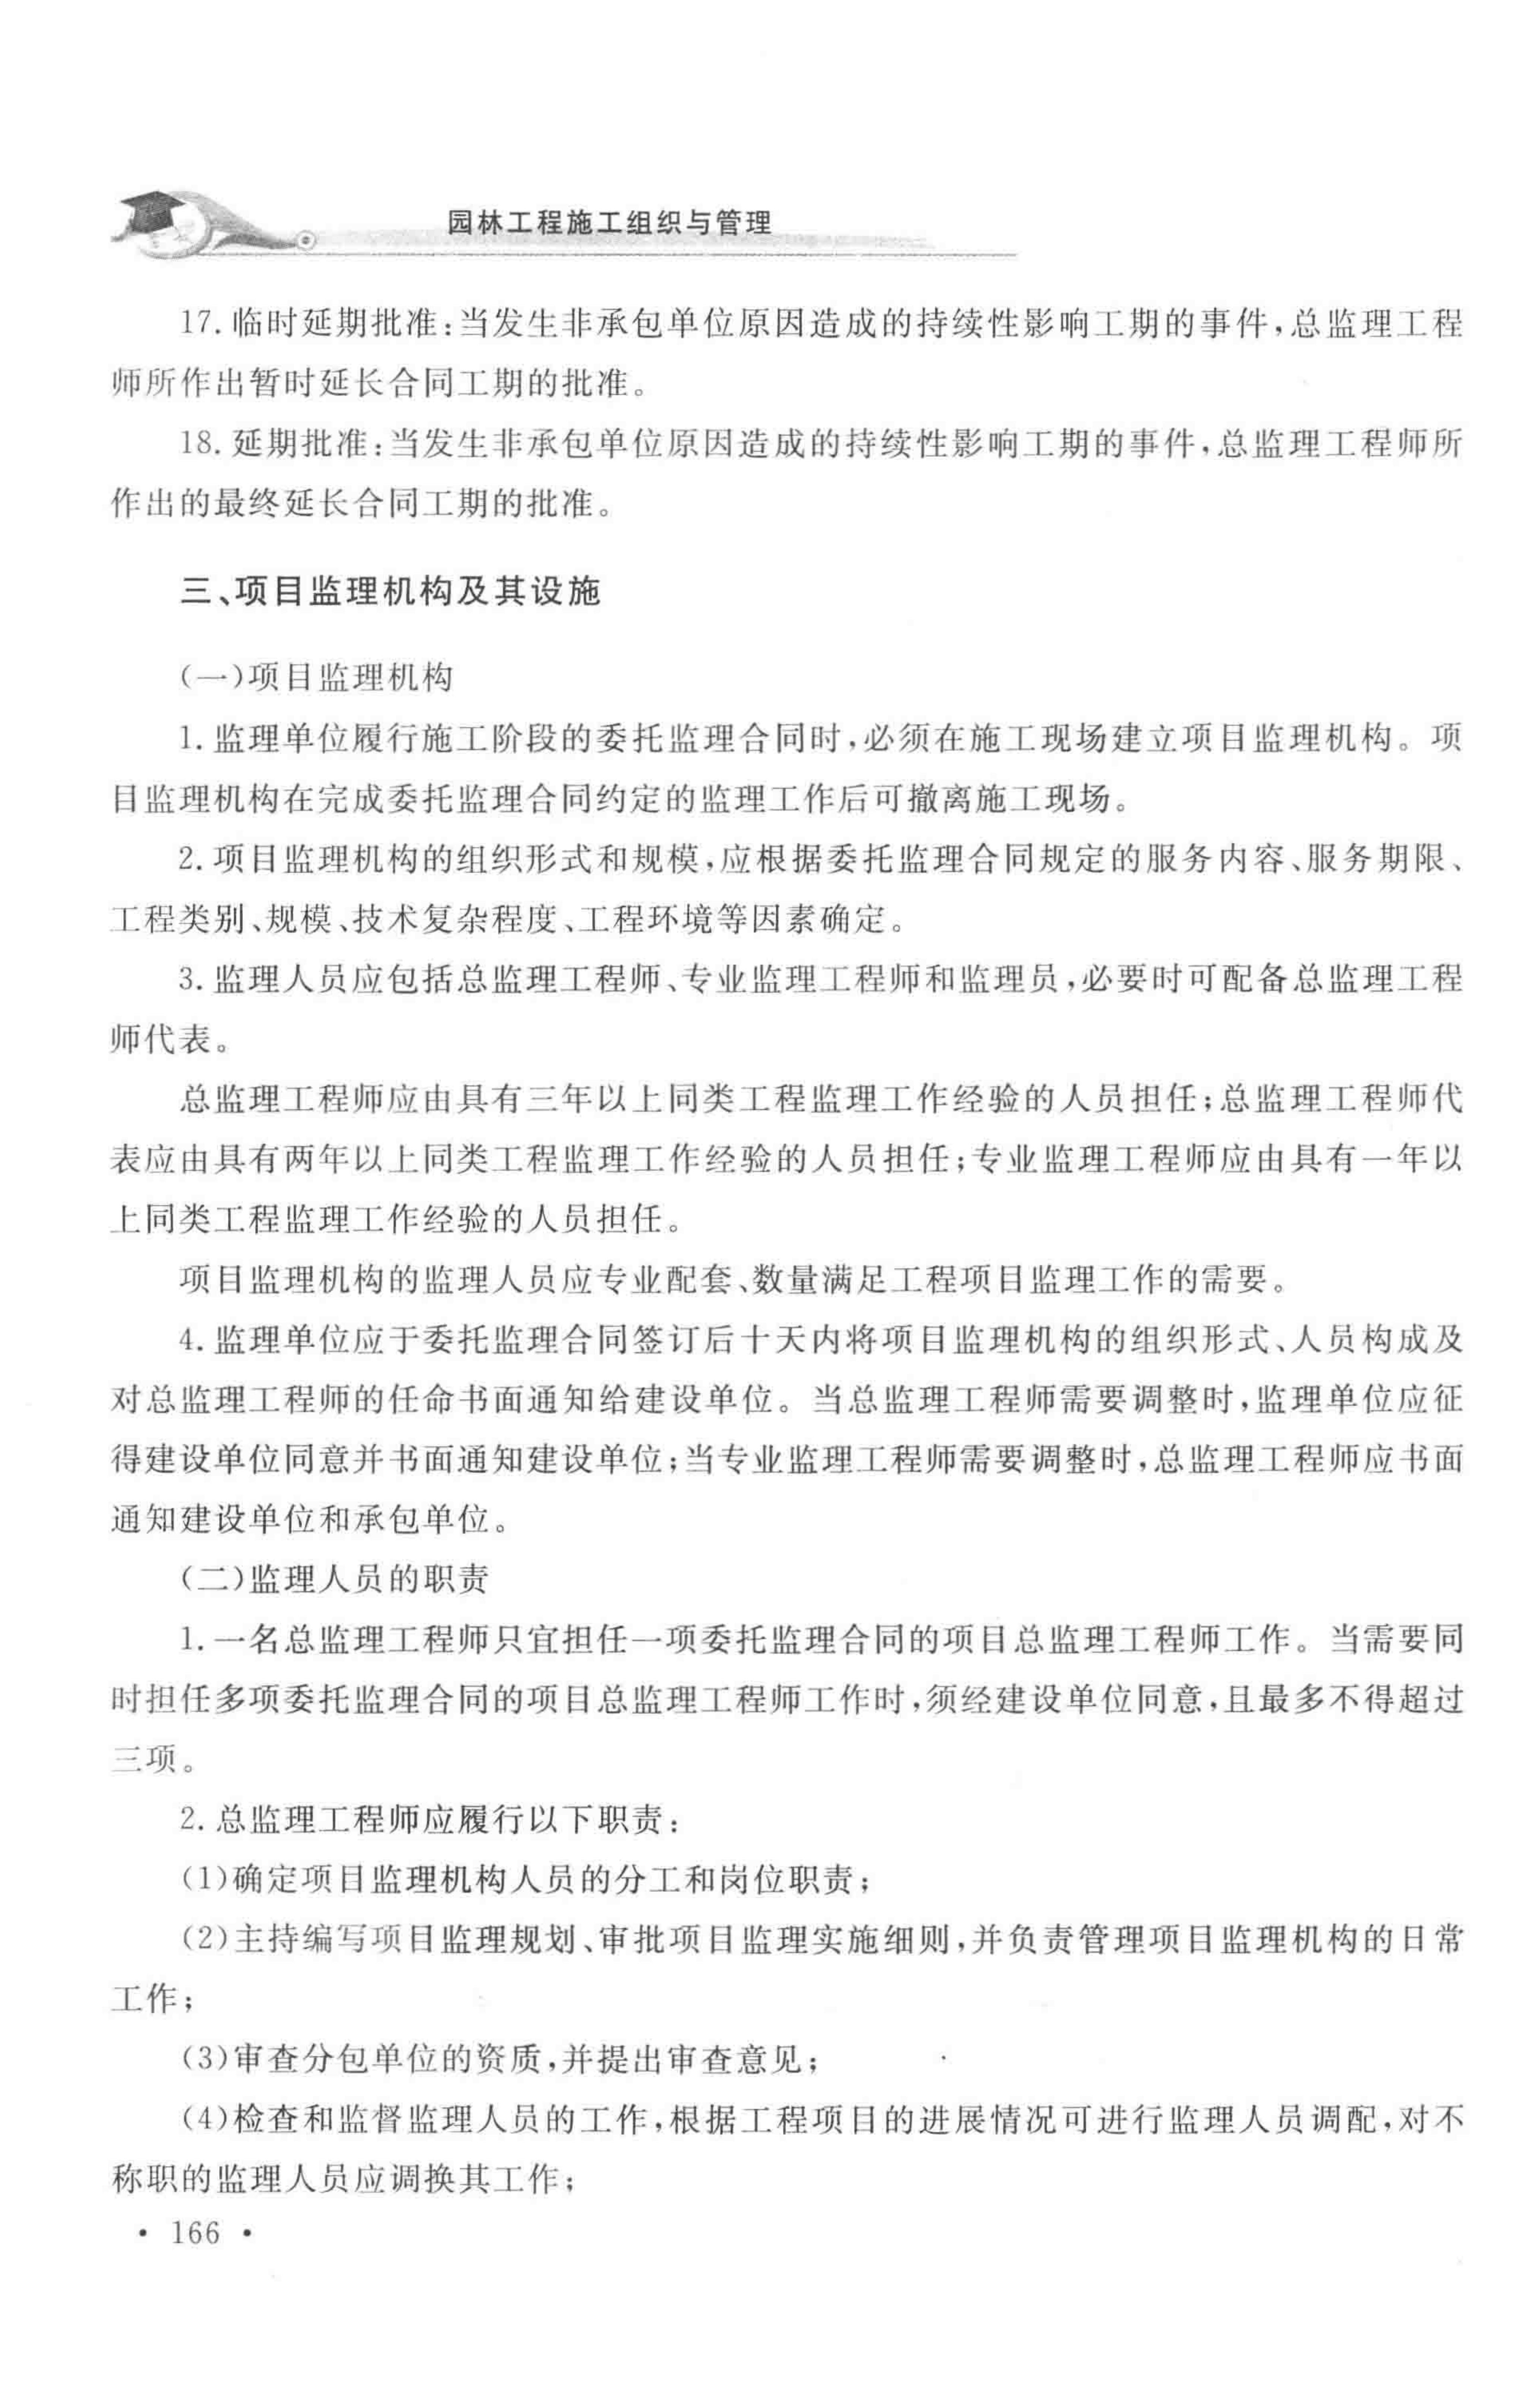 园林工程施工组织与管理
17. 临时延期批准:当发生非承包单位原因造成的持续性影响工期的事件,总监理工程
师所作出暂时延长合同工期的批准。
18. 延期批准:当发生非承包单位原因造成的持续性影响工期的事件,总监理工程师所
作出的最终延长合同工期的批准。
三、项目监理机构及其设施
(一)项目监理机构
1. 监理单位履行施工阶段的委托监理合同时,必须在施工现场建立项目监理机构。项
目监理机构在完成委托监理合同约定的监理工作后可撤离施工现场。
2. 项目监理机构的组织形式和规模,应根据委托监理合同规定的服务内容、服务期限、
工程类别、规模、技术复杂程度、工程环境等因素确定。
3. 监理人员应包括总监理工程师、专业监理工程师和监理员,必要时可配备总监理工程
师代表。
总监理工程师应由具有三年以上同类工程监理工作经验的人员担任;总监理工程师代
表应由具有两年以上同类工程监理工作经验的人员担任;专业监理工程师应由具有一年以
上同类工程监理工作经验的人员担任。
项目监理机构的监理人员应专业配套、数量满足工程项目监理工作的需要。
4. 监理单位应于委托监理合同签订后十天内将项目监理机构的组织形式、人员构成及
对总监理工程师的任命书面通知给建设单位。当总监理工程师需要调整时,监理单位应征
得建设单位同意并书面通知建设单位;当专业监理工程师需要调整时,总监理工程师应书面
通知建设单位和承包单位。
(二)监理人员的职责
1. 一名总监理工程师只宜担任一项委托监理合同的项目总监理工程师工作。当需要同
时担任多项委托监理合同的项目总监理工程师工作时,须经建设单位同意,且最多不得超过
三项。
2. 总监理工程师应履行以下职责:
(1)确定项目监理机构人员的分工和岗位职责;
(2)主持编写项目监理规划、审批项目监理实施细则,并负责管理项目监理机构的日常
工作;
(3)审查分包单位的资质,并提出审查意见;
(4)检查和监督监理人员的工作,根据工程项目的进展情况可进行监理人员调配,对不
称职的监理人员应调换其工作;
• 166 •